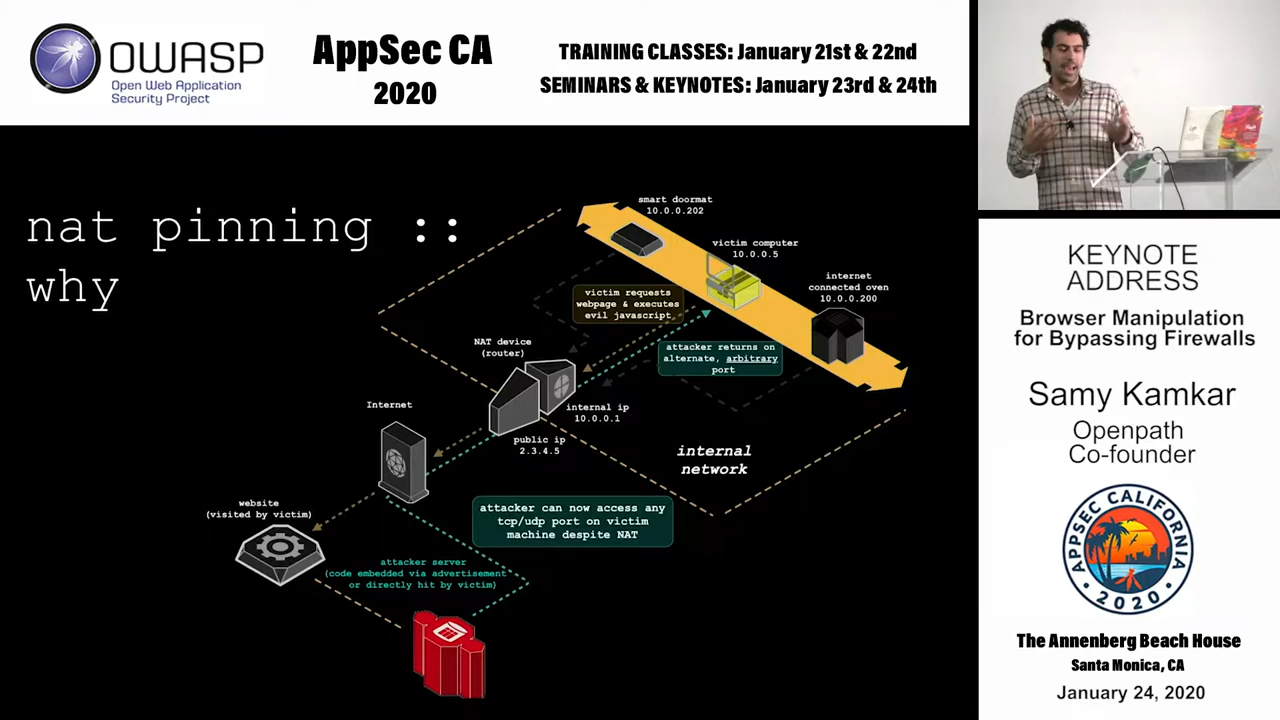 OWASP
Open Web Application
Security Project
AppSec CA
2020
TRAINING CLASSES: January 21st & 22nd
SEMINARS & KEYNOTES: January 23rd & 24th
nat pinning ::
why
smart doormat
10.0.0.202
victim computer
10.0.0.5
internet
connected oven
10.0.0.200
victim requests
webpage & executes
evil javascript
attacker returns on
alternate, arbitrary
port
NAT device
(router)
internal ip
10.0.0.1
public ip
2.3.4.5
Internet
internal
network
website
(visited by victim)
attacker can now access any
tcp/udp port on victim
machine despite NAT
attacker server
(code embedded via advertisement
or directly hit by victim)
KEYNOTE
ADDRESS
Browser Manipulation
for Bypassing Firewalls
Samy Kamkar
Openpath
Co-founder
APPSEC CALIFORNIA
2020
The Annenberg Beach House
Santa Monica, CA
January 24, 2020